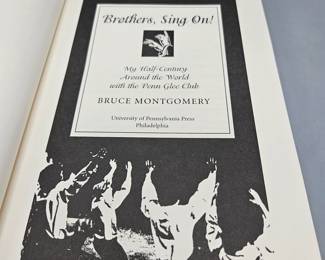 Brothers, Sing On!
My Half-Century
Around the World
with the Penn Glee Club
BRUCE MONTGOMERY
University of Pennsylvania Press
Philadelphia